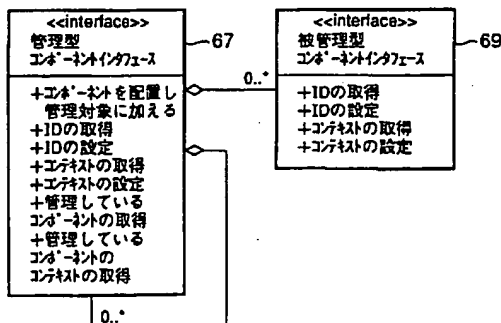 <<interface>>
管理型
コンポーネントインタフェース
67
+コンポーネントを配置し
管理対象に加える
+IDの取得
+IDの設定
+コンテキストの取得
+コンテキストの設定
+管理している
コンポーネントの取得
+管理している
コンポーネントの
コンテキストの取得
0..*
<<interface>>
被管理型
コンポーネントインタフェース
69
+IDの取得
+IDの設定
+コンテキストの取得
+コンテキストの設定
0..*